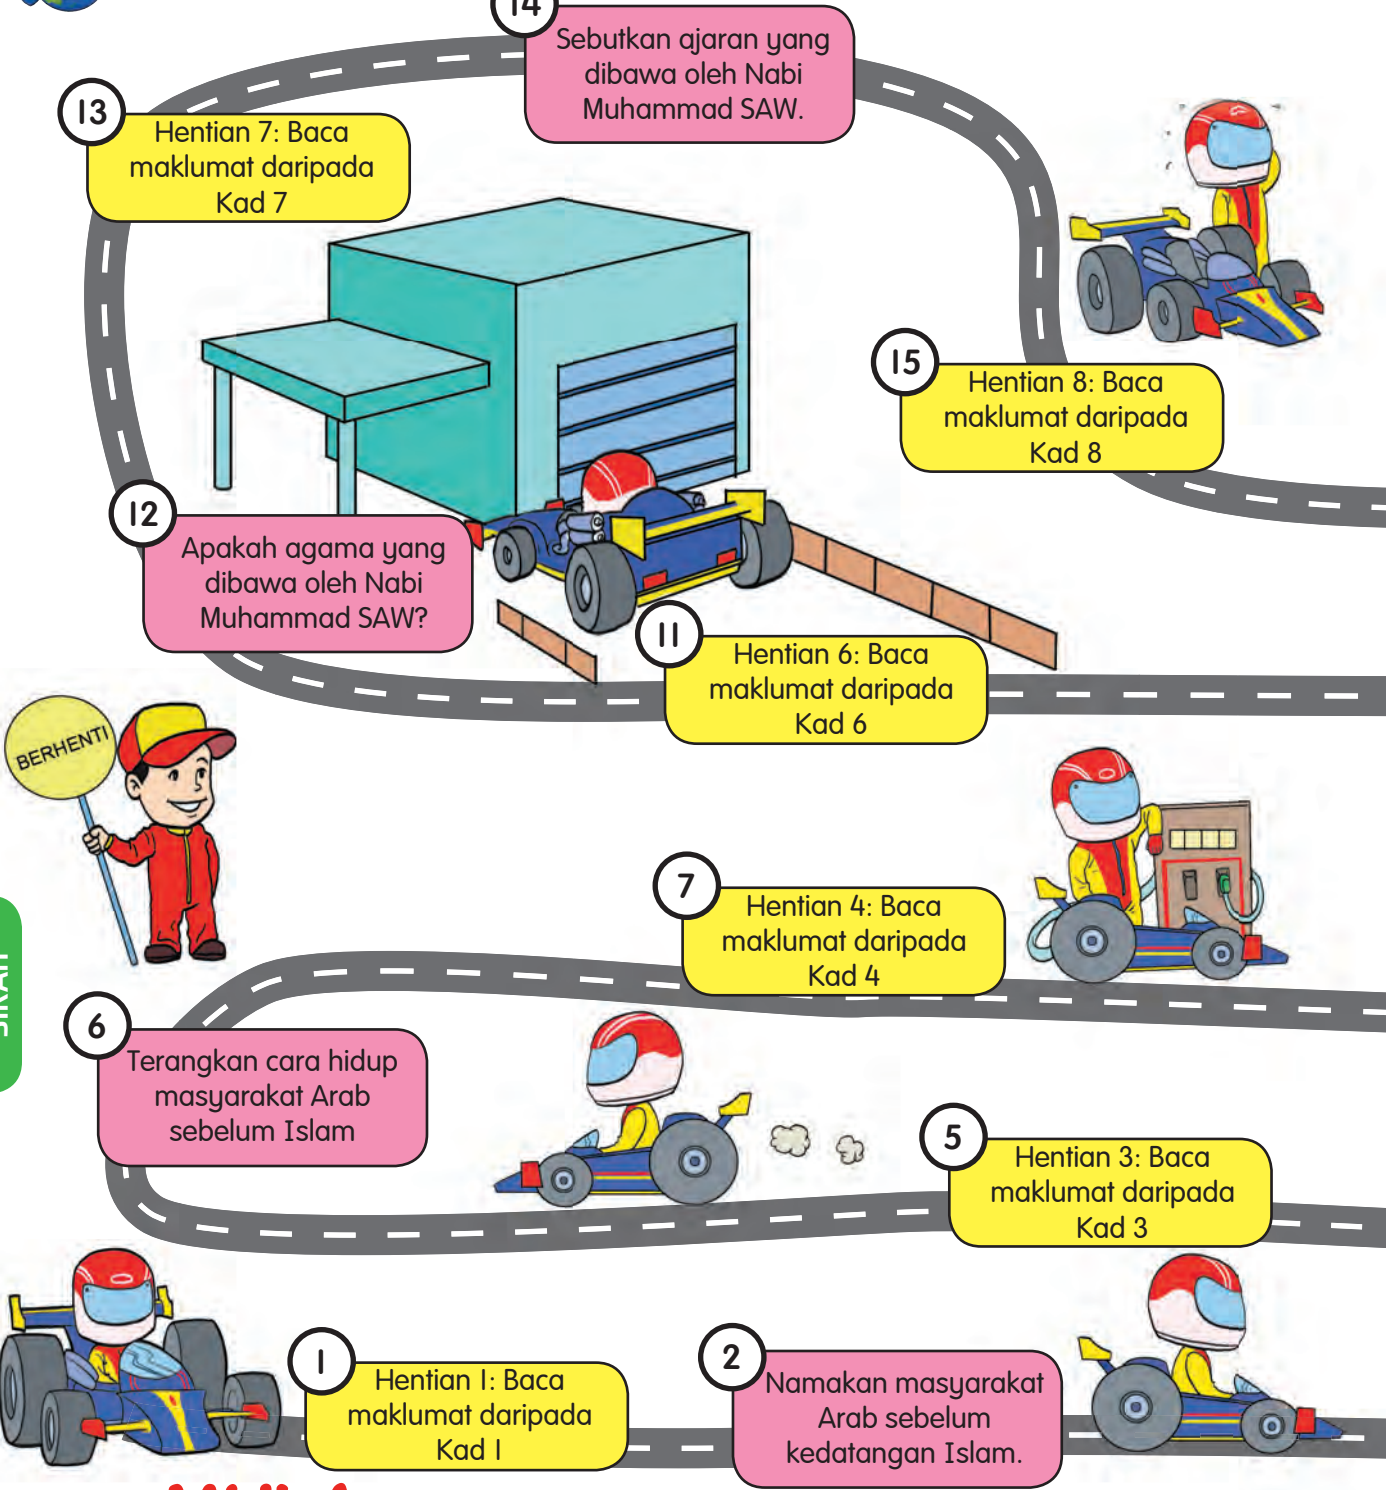 14
Sebutkan ajaran yang
dibawa oleh Nabi
Muhammad SAW.
13
Hentian 7: Baca
maklumat daripada
Kad 7
15
Hentian 8: Baca
maklumat daripada
Kad 8
12
Apakah agama yang
dibawa oleh Nabi
Muhammad SAW?
11
Hentian 6: Baca
maklumat daripada
Kad 6
BERHENTI
7
Hentian 4: Baca
maklumat daripada
Kad 4
6
Terangkan cara hidup
masyarakat Arab
sebelum Islam
5
Hentian 3: Baca
maklumat daripada
Kad 3
1
Hentian 1: Baca
maklumat daripada
Kad 1
2
Namakan masyarakat
Arab sebelum
kedatangan Islam.